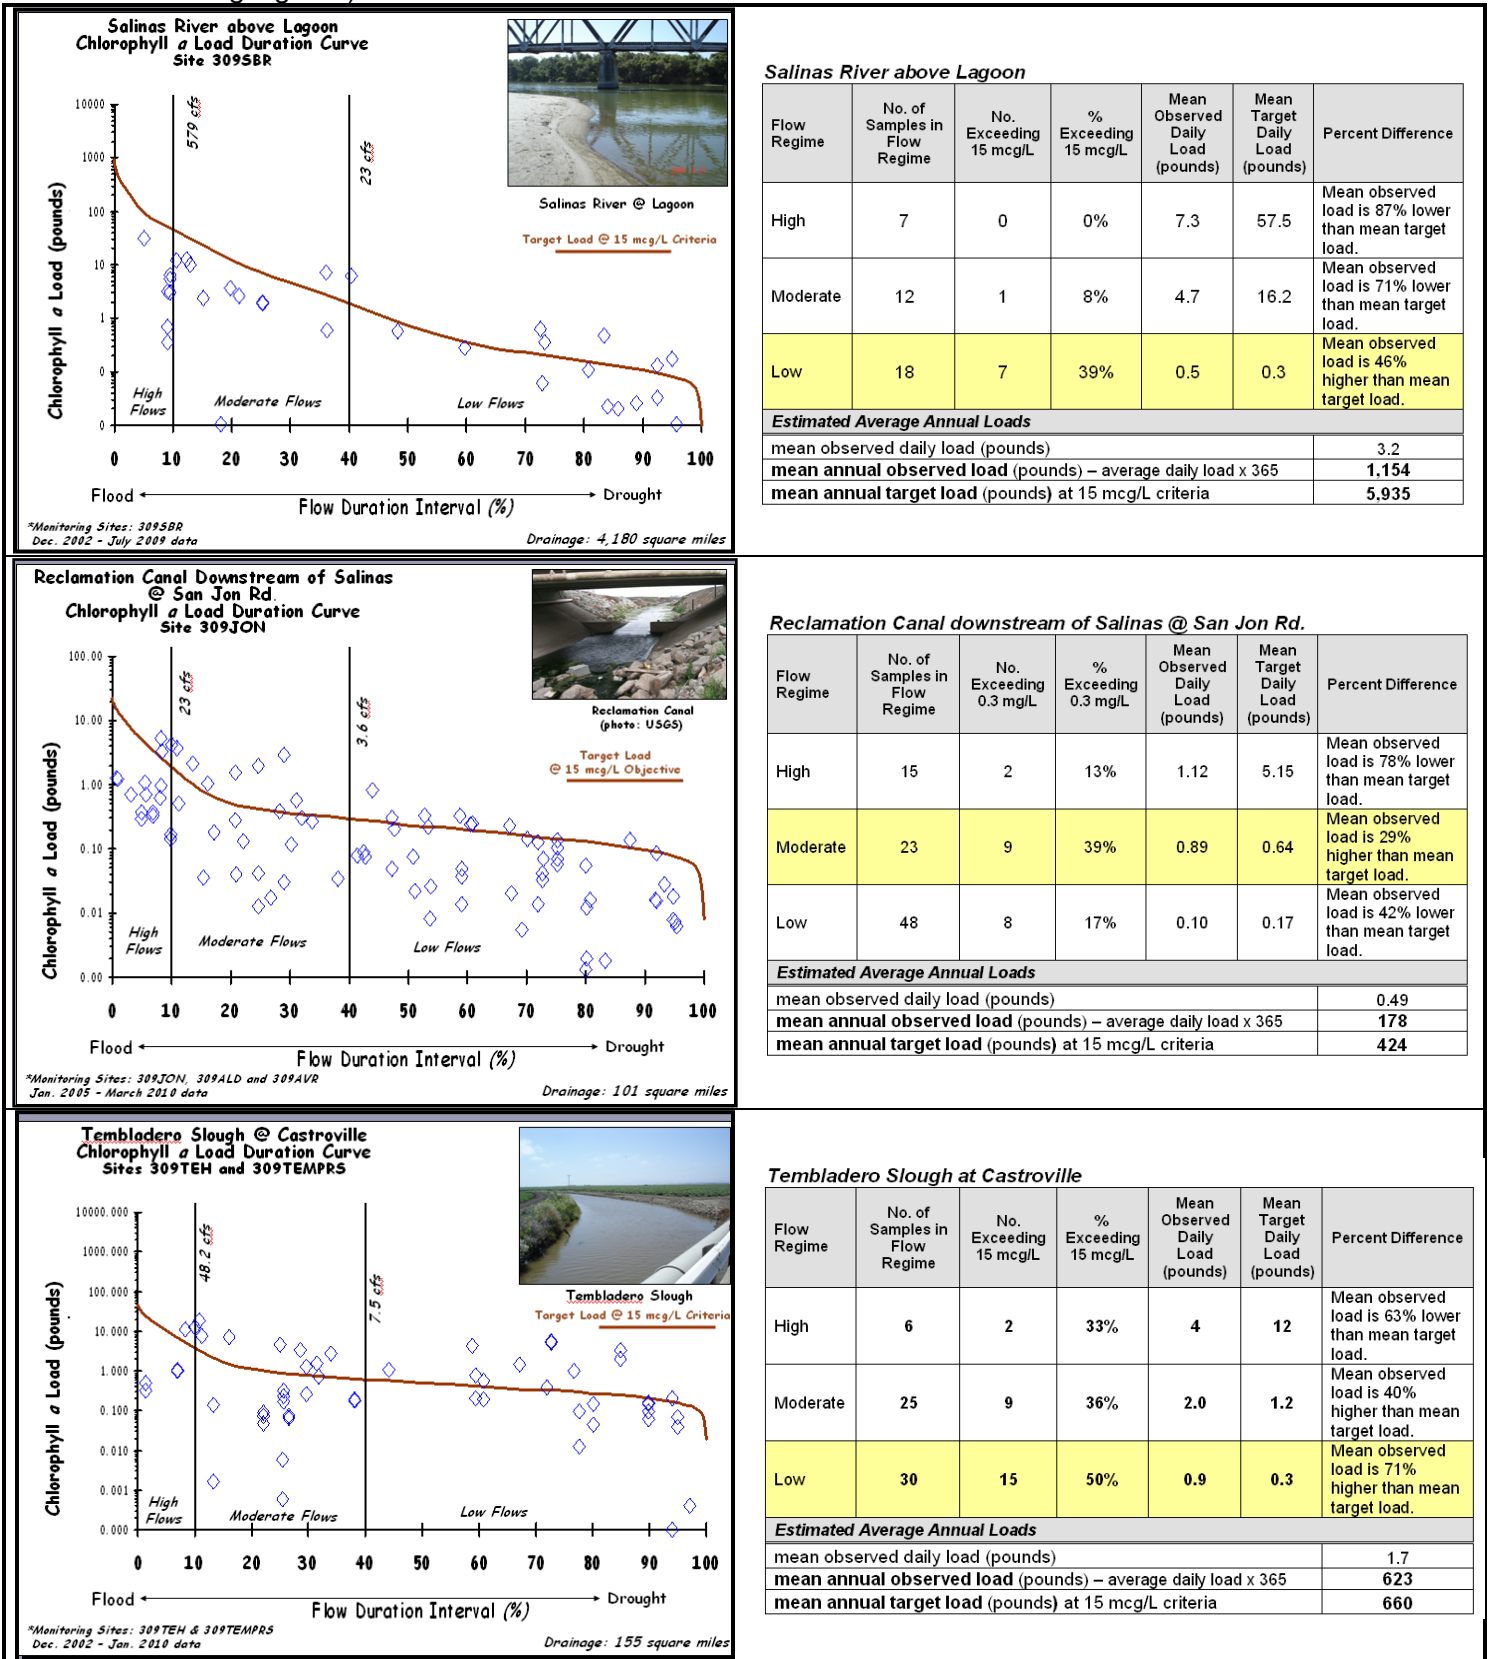 Salinas River above Lagoon
Chlorophyll a Load Duration Curve
Site 309SBR
10000
1000
100
10
1
0
0
Chlorophyll a Load (pounds)
579 cfs
23 cfs
Salinas River @ Lagoon
Target Load @ 15 mcg/L Criteria
High
Flows
Moderate Flows
Low Flows
0 10 20 30 40 50 60 70 80 90 100
Flood
Drought
Flow Duration Interval (%)
*Monitoring Sites: 309SBR
Dec. 2002 - July 2009 data
Drainage: 4,180 square miles
Salinas River above Lagoon
Flow Regime | No. of Samples in Flow Regime | No. Exceeding 15 mcg/L | % Exceeding 15 mcg/L | Mean Observed Daily Load (pounds) | Mean Target Daily Load (pounds) | Percent Difference
High 7 0 0% 7.3 57.5 Mean observed load is 87% lower than mean target load.
Moderate 12 1 8% 4.7 16.2 Mean observed load is 71% lower than mean target load.
Low 18 7 39% 0.5 0.3 Mean observed load is 46% higher than mean target load.
Estimated Average Annual Loads
mean observed daily load (pounds) 3.2
mean annual observed load (pounds) – average daily load x 365 1,154
mean annual target load (pounds) at 15 mcg/L criteria 5,935
Reclamation Canal Downstream of Salinas
@ San Jon Rd.
Chlorophyll a Load Duration Curve
Site 309JON
100.00
10.00
1.00
0.10
0.01
0.00
Chlorophyll a Load (pounds)
23 cfs
3.6 cfs
Reclamation Canal
(photo: USGS)
Target Load
@ 15 mcg/L Objective
High
Flows
Moderate Flows
Low Flows
0 10 20 30 40 50 60 70 80 90 100
Flood
Drought
Flow Duration Interval (%)
*Monitoring Sites: 309JON, 309ALD and 309AVR
Jan. 2005 - March 2010 data
Drainage: 101 square miles
Reclamation Canal downstream of Salinas @ San Jon Rd.
Flow Regime | No. of Samples in Flow Regime | No. Exceeding 0.3 mg/L | % Exceeding 0.3 mg/L | Mean Observed Daily Load (pounds) | Mean Target Daily Load (pounds) | Percent Difference
High 15 2 13% 1.12 5.15 Mean observed load is 78% lower than mean target load.
Moderate 23 9 39% 0.89 0.64 Mean observed load is 29% higher than mean target load.
Low 48 8 17% 0.10 0.17 Mean observed load is 42% lower than mean target load.
Estimated Average Annual Loads
mean observed daily load (pounds) 0.49
mean annual observed load (pounds) – average daily load x 365 178
mean annual target load (pounds) at 15 mcg/L criteria 424
Tembladero Slough @ Castroville
Chlorophyll a Load Duration Curve
Sites 309TEH and 309TEMPRS
10000.000
1000.000
100.000
10.000
1.000
0.100
0.010
0.001
0.000
Chlorophyll a Load (pounds)
48.2 cfs
7.5 cfs
Tembladero Slough
Target Load @ 15 mcg/L Criteria
High
Flows
Moderate Flows
Low Flows
0 10 20 30 40 50 60 70 80 90 100
Flood
Drought
Flow Duration Interval (%)
*Monitoring Sites: 309TEH & 309TEMPRS
Dec. 2002 - Jan. 2010 data
Drainage: 155 square miles
Tembladero Slough at Castroville
Flow Regime | No. of Samples in Flow Regime | No. Exceeding 15 mcg/L | % Exceeding 15 mcg/L | Mean Observed Daily Load (pounds) | Mean Target Daily Load (pounds) | Percent Difference
High 6 2 33% 4 12 Mean observed load is 63% lower than mean target load.
Moderate 25 9 36% 2.0 1.2 Mean observed load is 40% higher than mean target load.
Low 30 15 50% 0.9 0.3 Mean observed load is 71% higher than mean target load.
Estimated Average Annual Loads
mean observed daily load (pounds) 1.7
mean annual observed load (pounds) – average daily load x 365 623
mean annual target load (pounds) at 15 mcg/L criteria 660